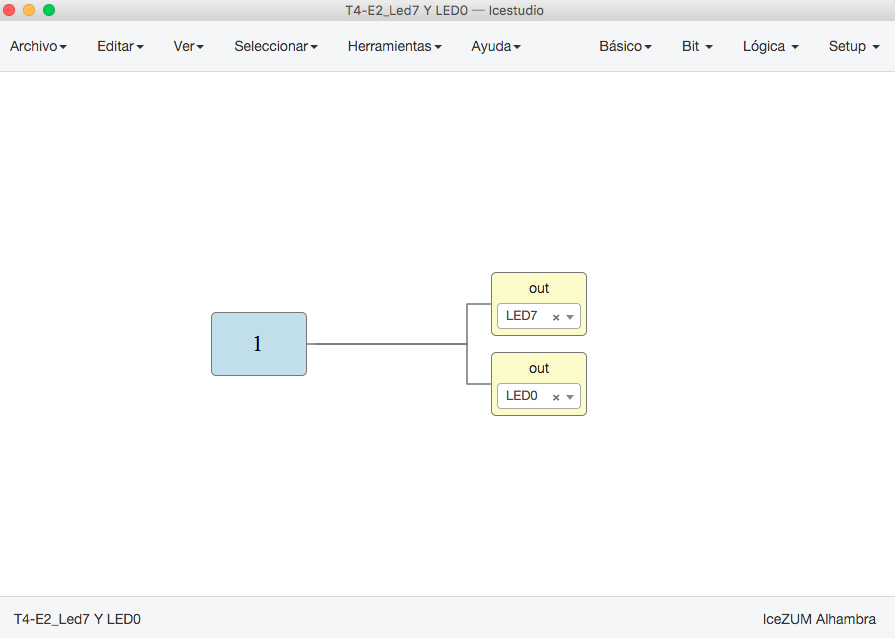 T4-E2_Led7 Y LED0 — Icestudio
Archivo Editar Ver Seleccionar Herramientas Ayuda Básico Bit Lógica Setup
out
LED7 ×
1
out
LED0 ×
T4-E2_Led7 Y LED0 IceZUM Alhambra